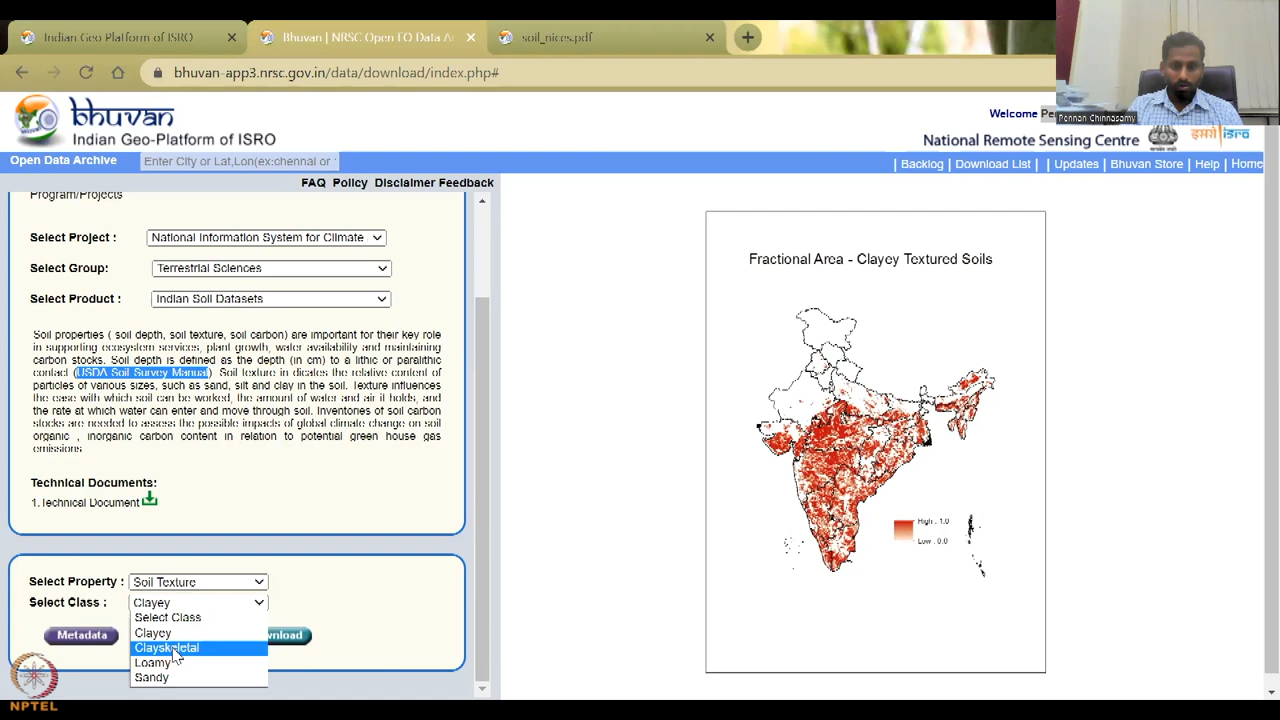 Indian Geo Platform of ISRO
Bhuvan | NRSC Open EO Data Ar
soil_nices.pdf
bhuvan-app3.nrsc.gov.in/data/download/index.php#
Pennan Chinnasamy
bhuvan
Indian Geo-Platform of ISRO
Welcome Pe
National Remote Sensing Centre
isro
Open Data Archive
Enter City or Lat,Lon(ex:chennai or
| Backlog | Download List | | Updates | Bhuvan Store | Help | Home
FAQ Policy Disclaimer Feedback
Program/Projects
Select Project : National Information System for Climate
Select Group: Terrestrial Sciences
Select Product : Indian Soil Datasets
Soil properties ( soil depth, soil texture, soil carbon) are important for their key role
in supporting ecosystem services, plant growth, water availability and maintaining
carbon stocks. Soil depth is defined as the depth (in cm) to a lithic or paralithic
contact (USDA Soil Survey Manual) Soil texture in dicates the relative content of
particles of various sizes, such as sand, silt and clay in the soil. Texture influences
the ease with which soil can be worked, the amount of water and air it holds, and
the rate at which water can enter and move through soil. Inventories of soil carbon
stocks are needed to assess the possible impacts of global climate change on soil
organic , inorganic carbon content in relation to potential green house gas
emissions
Technical Documents:
1.Technical Document
Select Property : Soil Texture
Select Class : Clayey
Select Class
Clayey
Metadata
wnload
Clayskeletal
Loamy
Sandy
Fractional Area - Clayey Textured Soils
High : 1.0
Low : 0.0
NPTEL